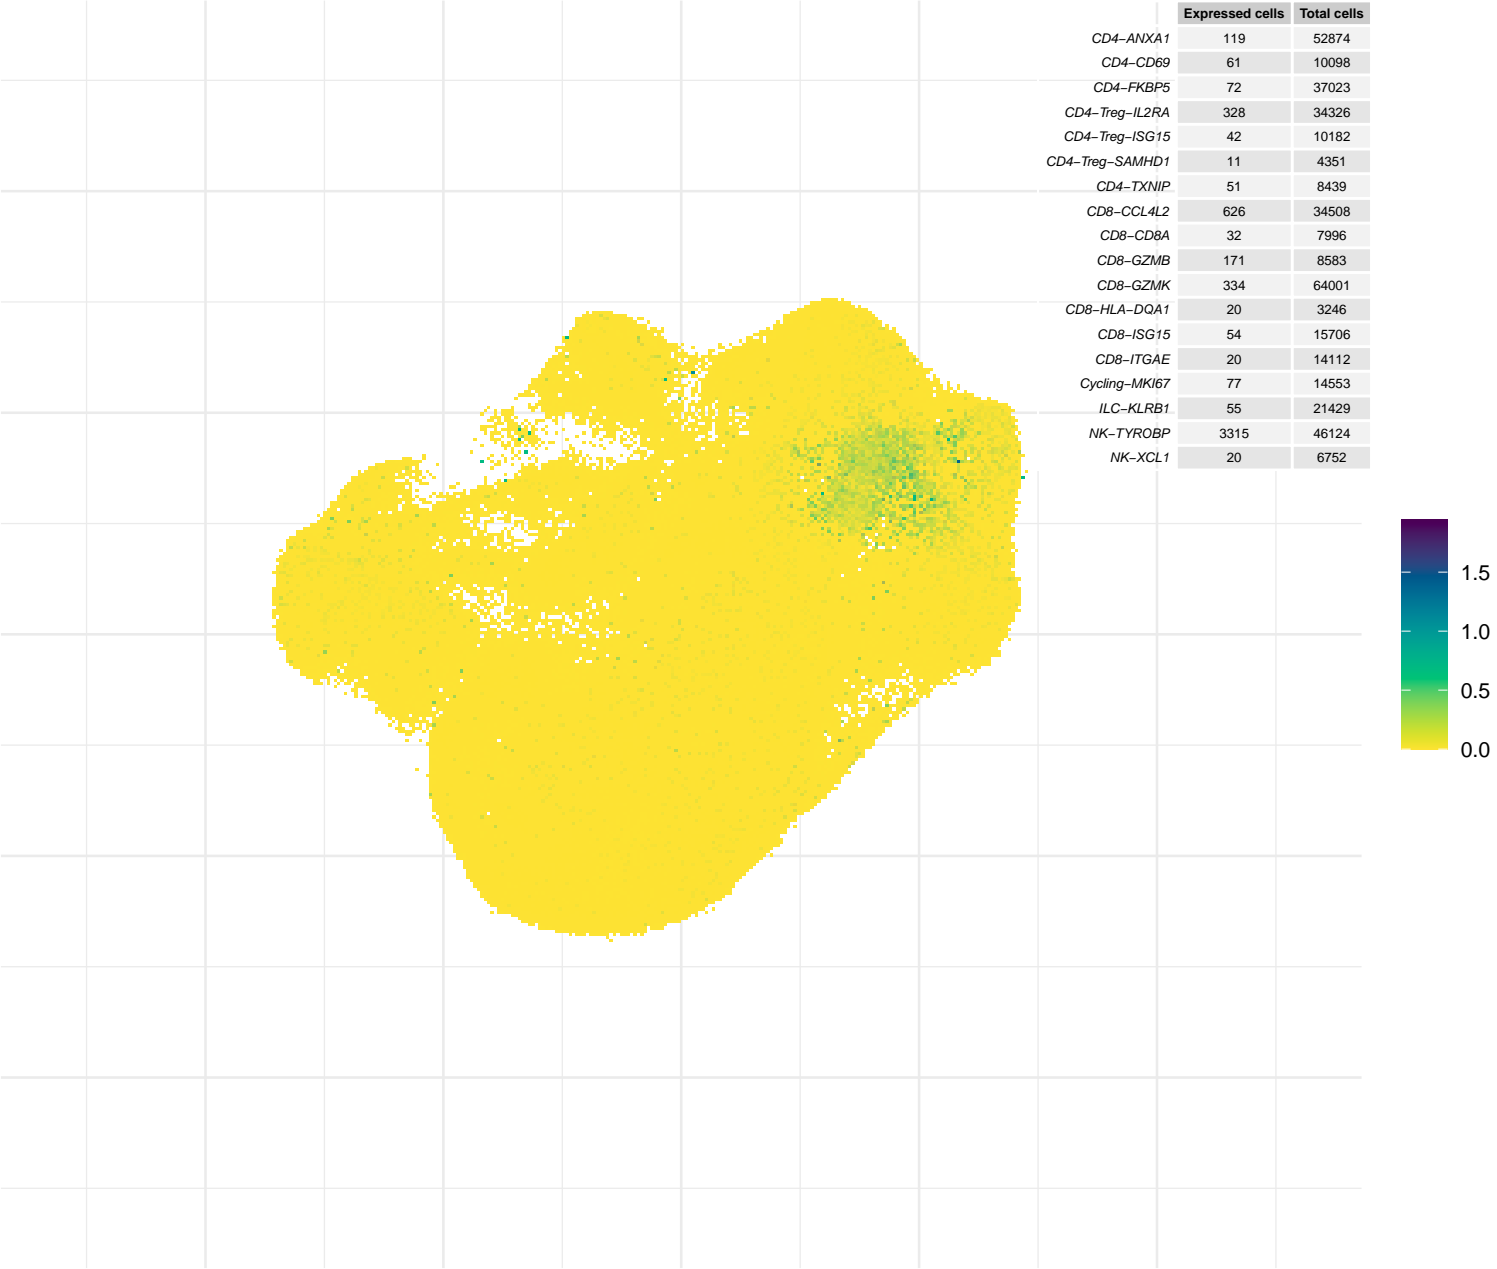 Expressed cells Total cells
CD4−ANXA1 119 52874
CD4−CD69 61 10098
CD4−FKBP5 72 37023
CD4−Treg−IL2RA 328 34326
CD4−Treg−ISG15 42 10182
CD4−Treg−SAMHD1 11 4351
CD4−TXNIP 51 8439
CD8−CCL4L2 626 34508
CD8−CD8A 32 7996
CD8−GZMB 171 8583
CD8−GZMK 334 64001
CD8−HLA−DQA1 20 3246
CD8−ISG15 54 15706
CD8−ITGAE 20 14112
Cycling−MKI67 77 14553
ILC−KLRB1 55 21429
NK−TYROBP 3315 46124
NK−XCL1 20 6752
1.5
1.0
0.5
0.0